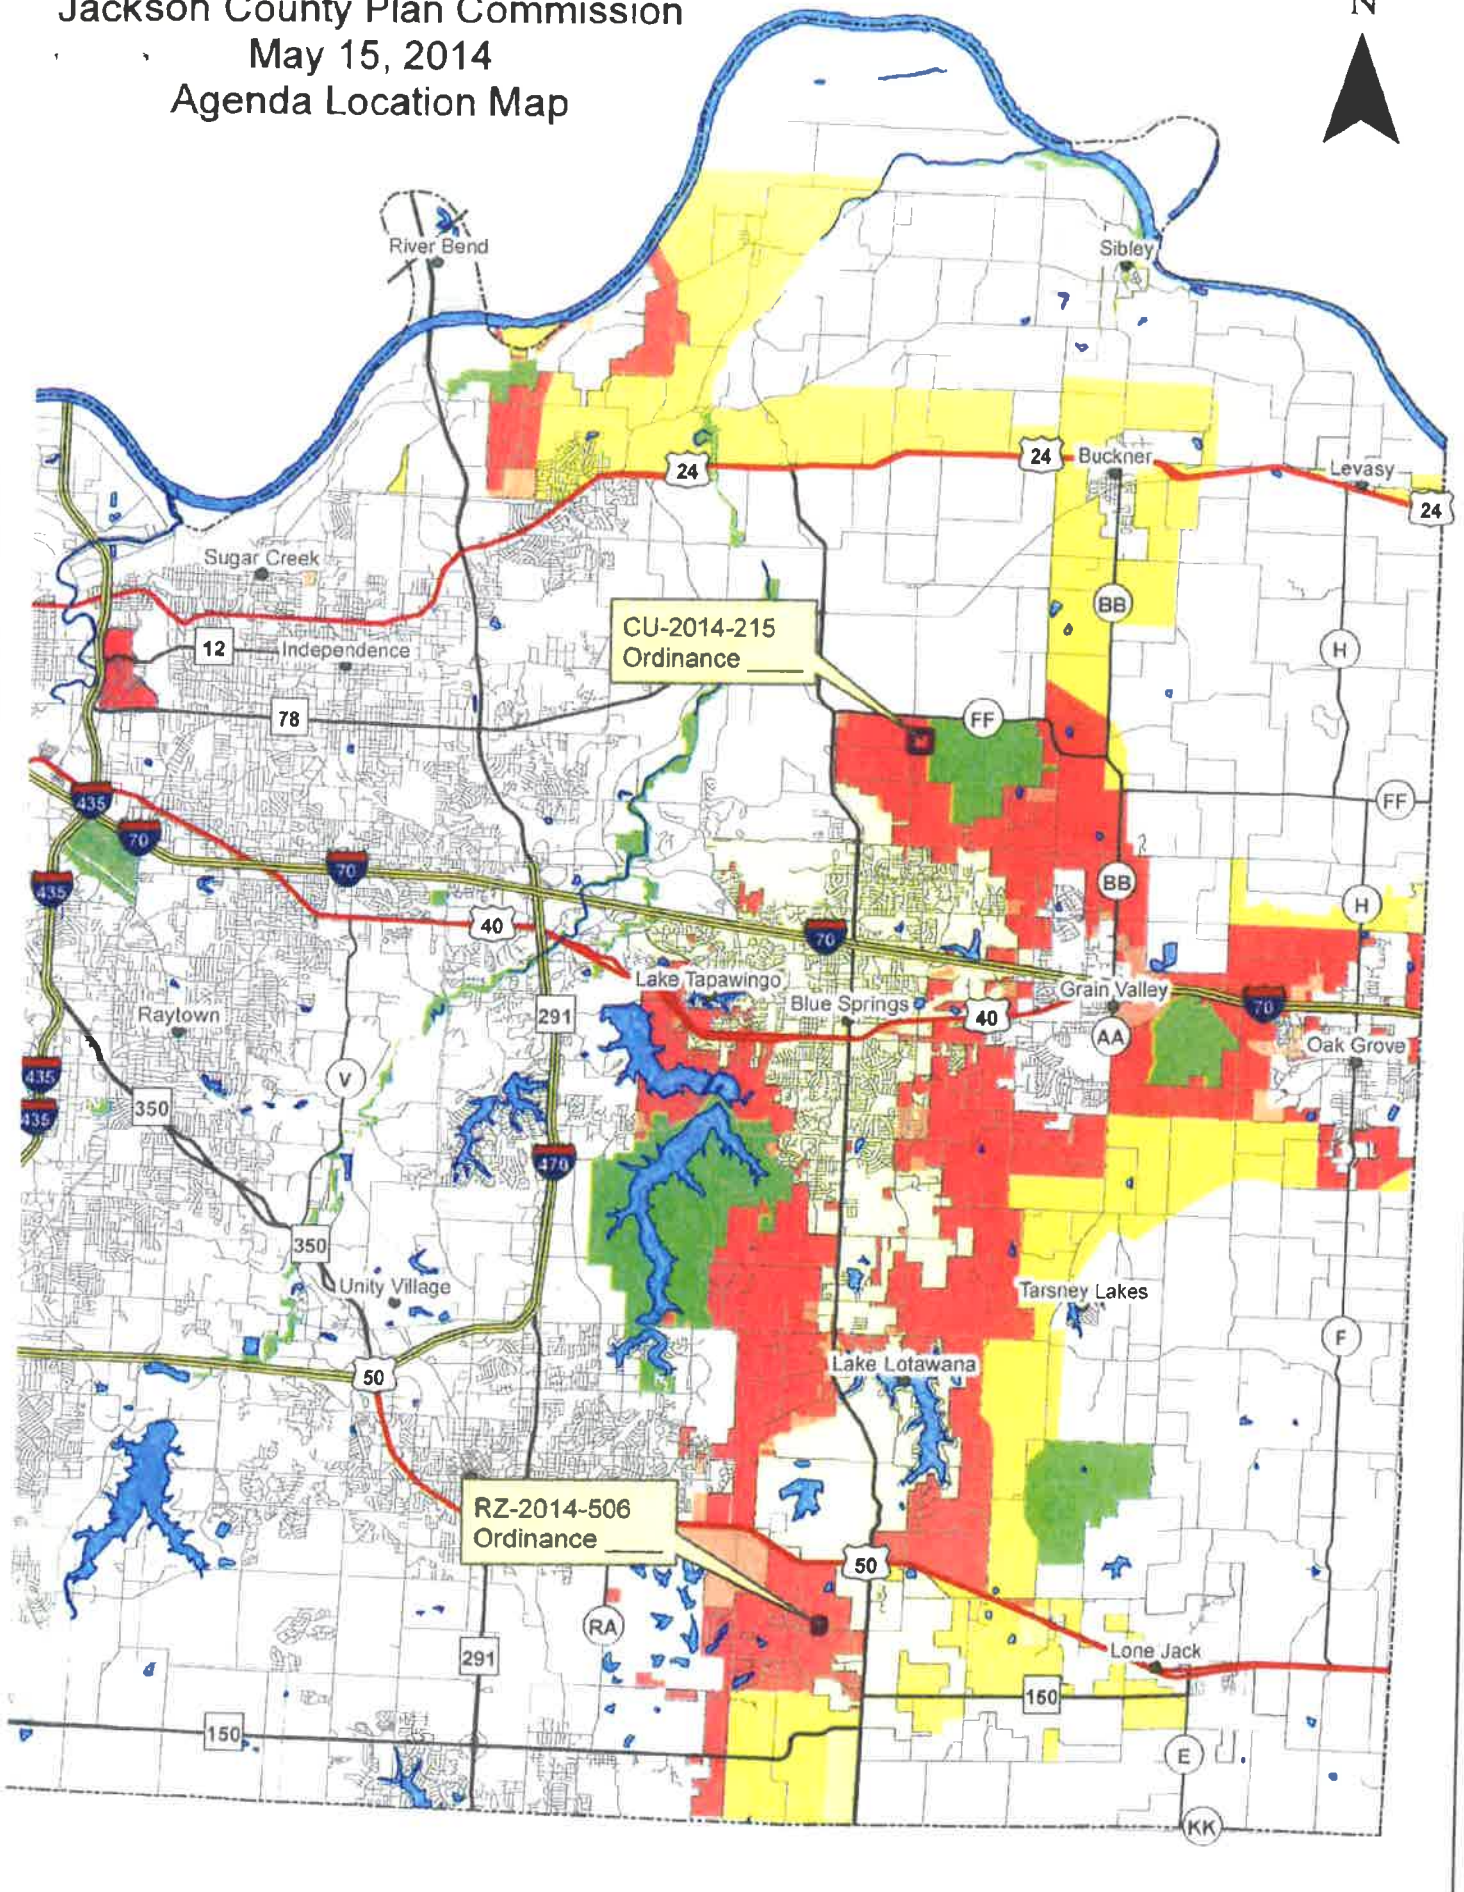 Jackson County Plan Commission
May 15, 2014
Agenda Location Map
N
River Bend
Sibley
24
24
Buckner
Levasy
24
Sugar Creek
BB
CU-2014-215
Ordinance ____
12
Independence
H
78
FF
435
FF
70
70
435
BB
H
40
70
Lake Tapawingo
Grain Valley
Blue Springs
70
291
40
Raytown
AA
Oak Grove
435
V
350
435
470
350
Unity Village
Tarsney Lakes
F
Lake Lotawana
50
RZ-2014-506
Ordinance ____
50
RA
Lone Jack
291
150
150
E
KK